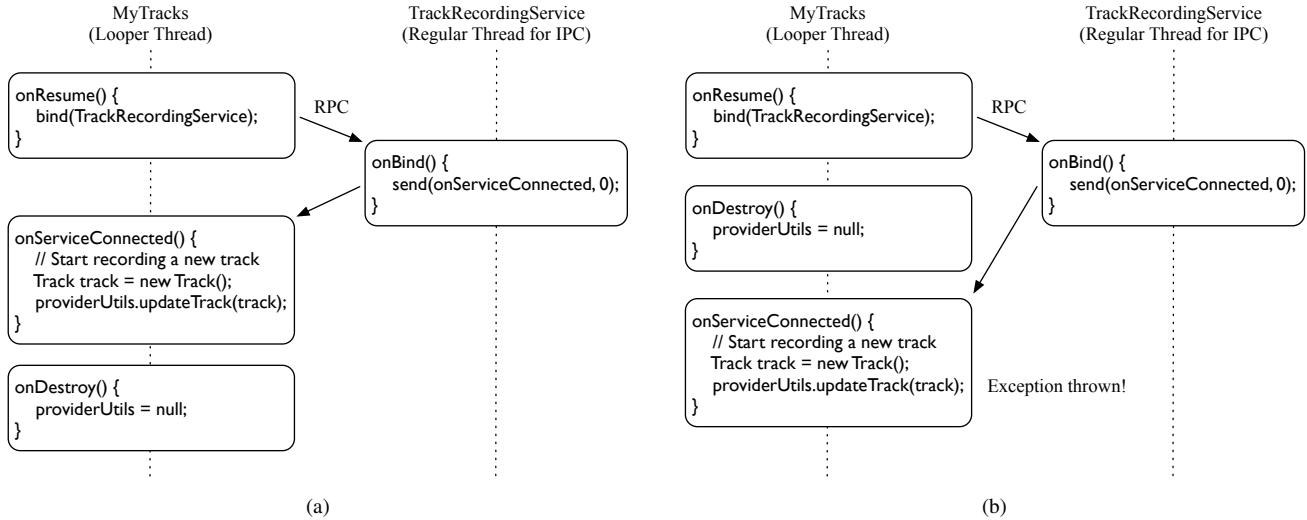 MyTracks
(Looper Thread)
TrackRecordingService
(Regular Thread for IPC)
onResume() {
bind(TrackRecordingService);
}
RPC
onBind() {
send(onServiceConnected, 0);
}
onServiceConnected() {
// Start recording a new track
Track track = new Track();
providerUtils.updateTrack(track);
}
onDestroy() {
providerUtils = null;
}
(a)
MyTracks
(Looper Thread)
TrackRecordingService
(Regular Thread for IPC)
onResume() {
bind(TrackRecordingService);
}
RPC
onBind() {
send(onServiceConnected, 0);
}
onDestroy() {
providerUtils = null;
}
onServiceConnected() {
// Start recording a new track
Track track = new Track();
providerUtils.updateTrack(track);
}
Exception thrown!
(b)